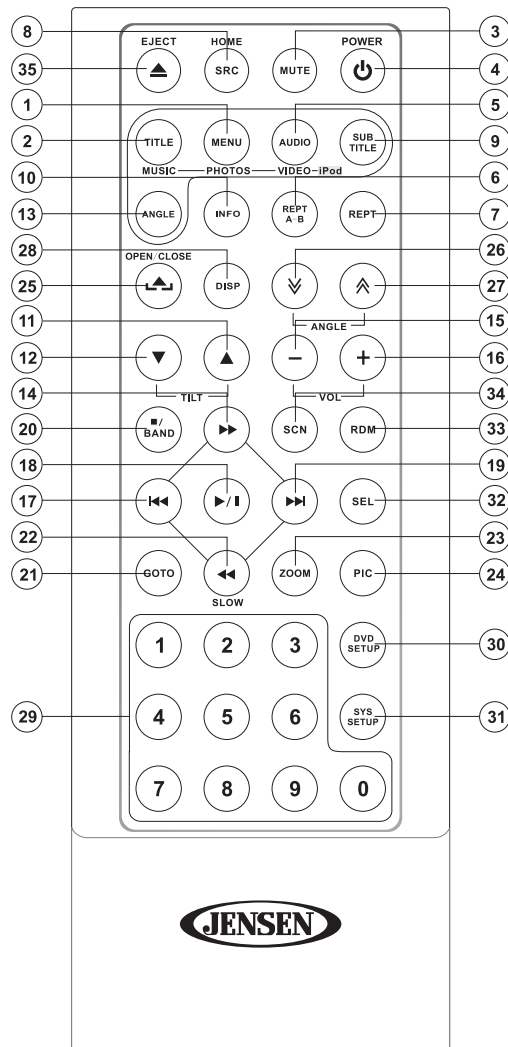 EJECT HOME POWER
8 3
35 SRC MUTE 4
1 5
2 TITLE MENU AUDIO SUB TITLE 9
MUSIC PHOTOS VIDEO iPod
10 6
13 ANGLE INFO REPT A-B REPT 7
28 26
OPEN/CLOSE
25 DISP 27
ANGLE
11 15
12 − + 16
TILT VOL
14 34
20 ■/BAND SCN RDM 33
18 19
17 SEL 32
22 23
21 GOTO ZOOM PIC 24
SLOW
1 2 3 DVD SETUP 30
29 4 5 6 SYS SETUP 31
7 8 9 0
JENSEN